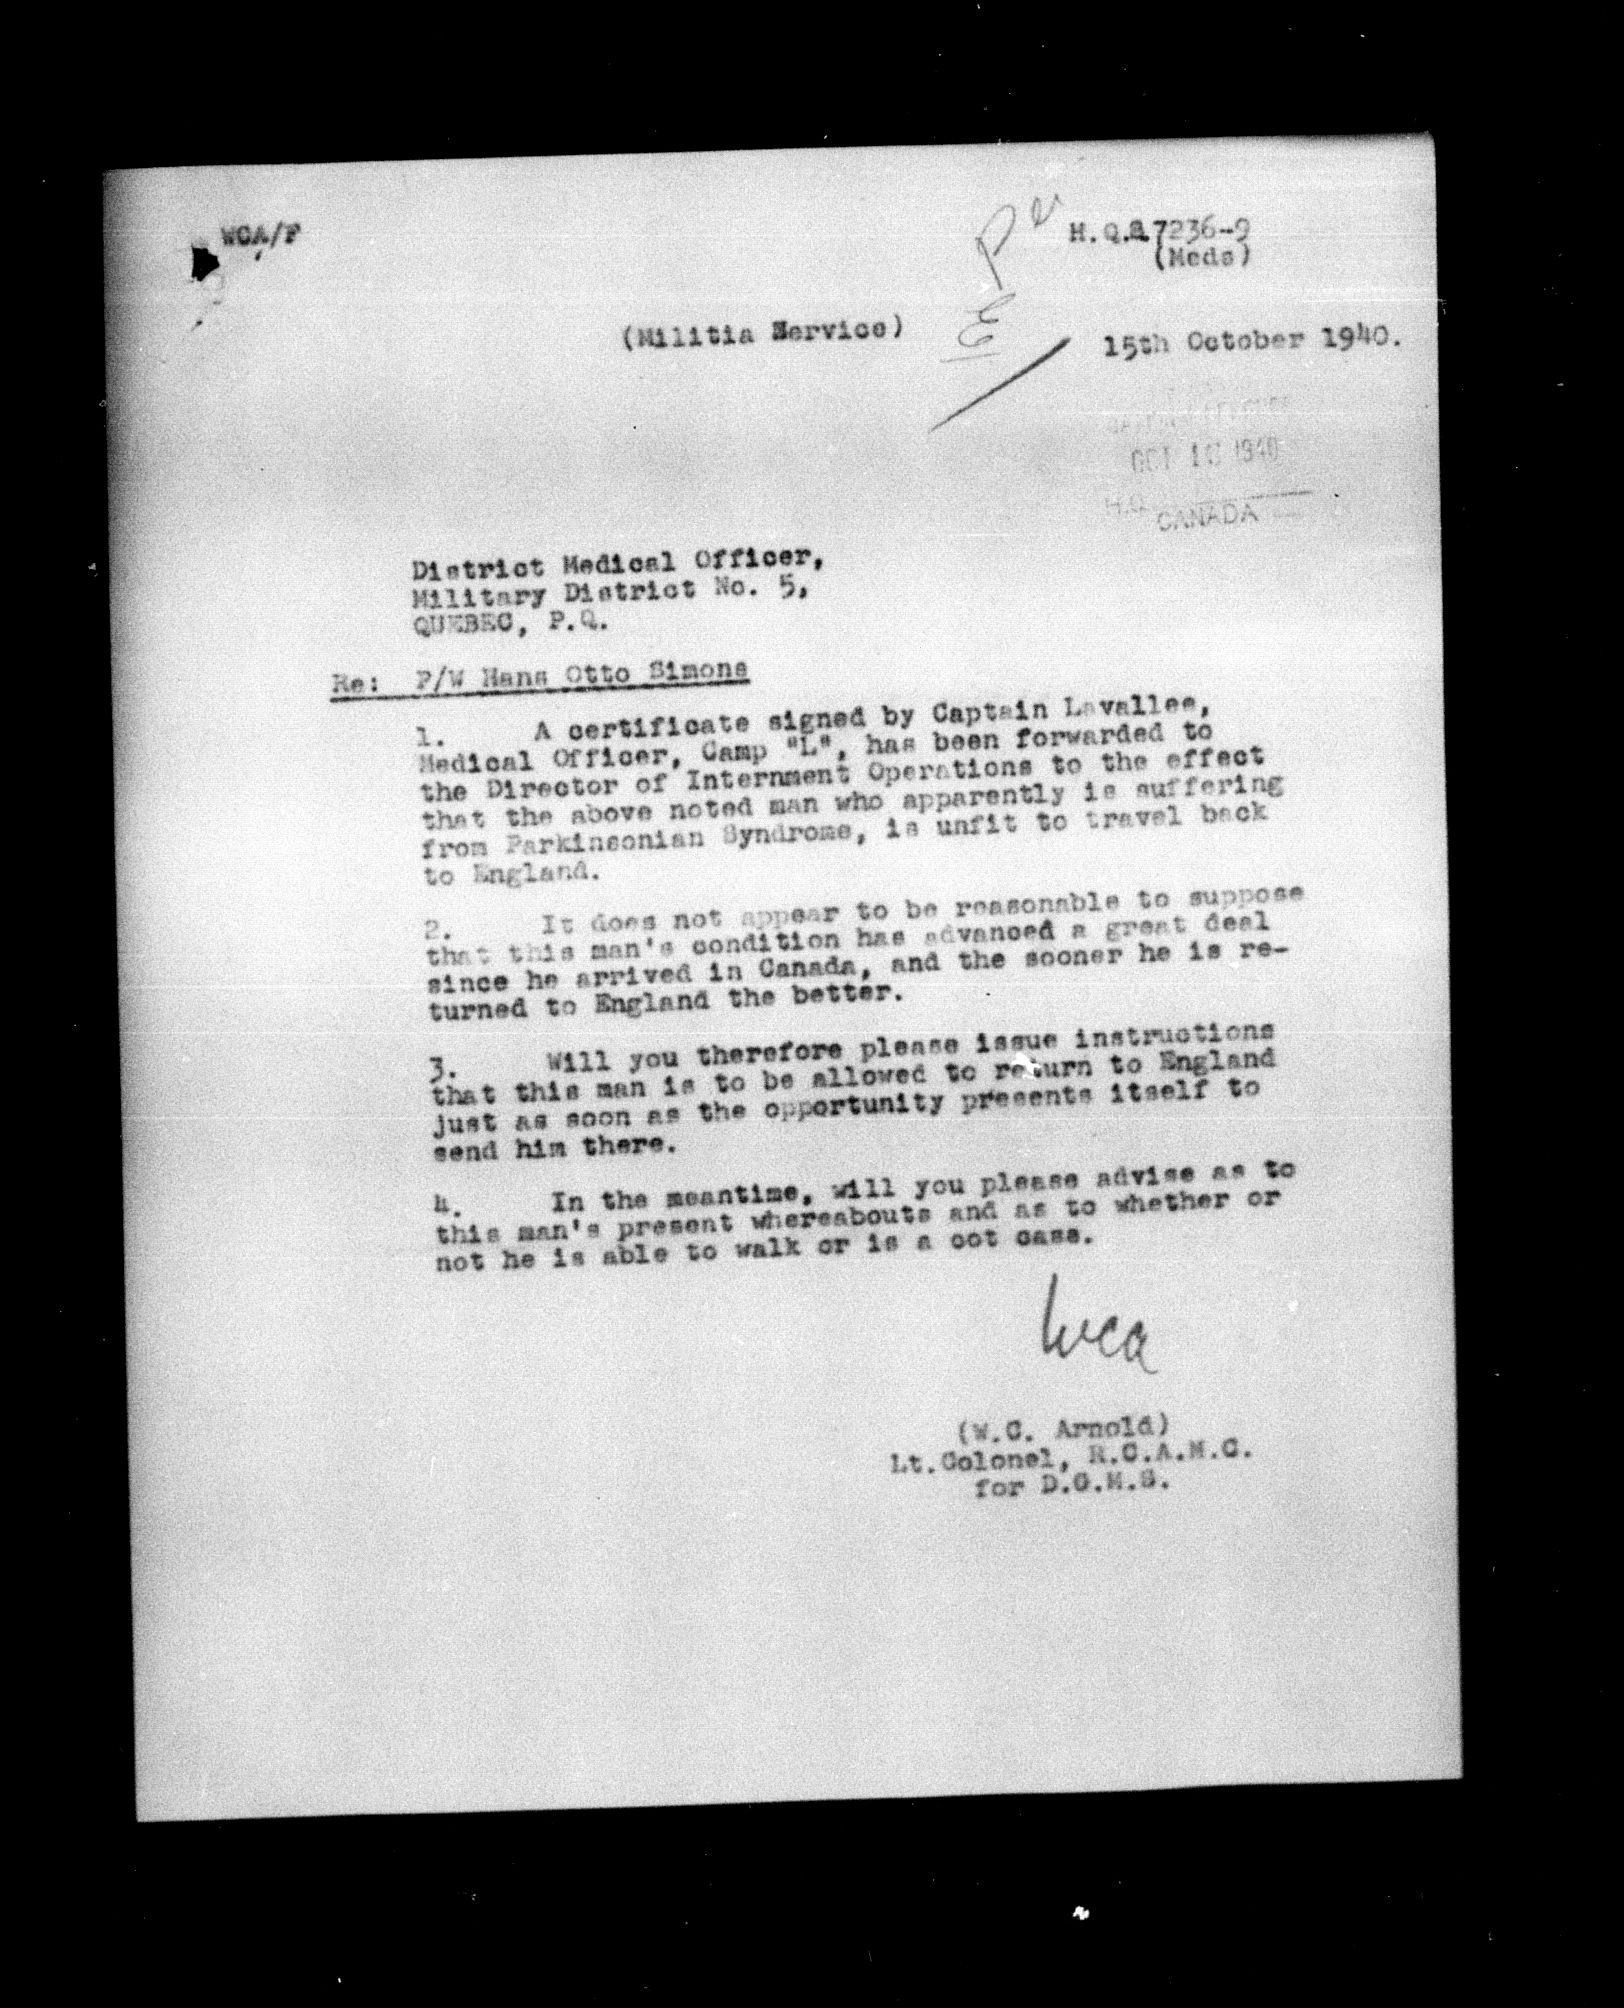 WCA/F
H.Q.S. 7236-9
(Meds)
(Militia Service)
15th October 1940.
OCT 16 1940
H.Q.
CANADA
District Medical Officer,
Military District No. 5,
QUEBEC, P.Q.
Re: P/W Hans Otto Simons
1. A certificate signed by Captain Lavallee,
Medical Officer, Camp "L", has been forwarded to
the Director of Internment Operations to the effect
that the above noted man who apparently is suffering
from Parkinsonian Syndrome, is unfit to travel back
to England.
2. It does not appear to be reasonable to suppose
that this man's condition has advanced a great deal
since he arrived in Canada, and the sooner he is re-
turned to England the better.
3. Will you therefore please issue instructions
that this man is to be allowed to return to England
just as soon as the opportunity presents itself to
send him there.
4. In the meantime, will you please advise as to
this man's present whereabouts and as to whether or
not he is able to walk or is a cot case.
WCA
(W.C. Arnold)
Lt.Colonel, R.C.A.M.C.
for D.G.M.S.